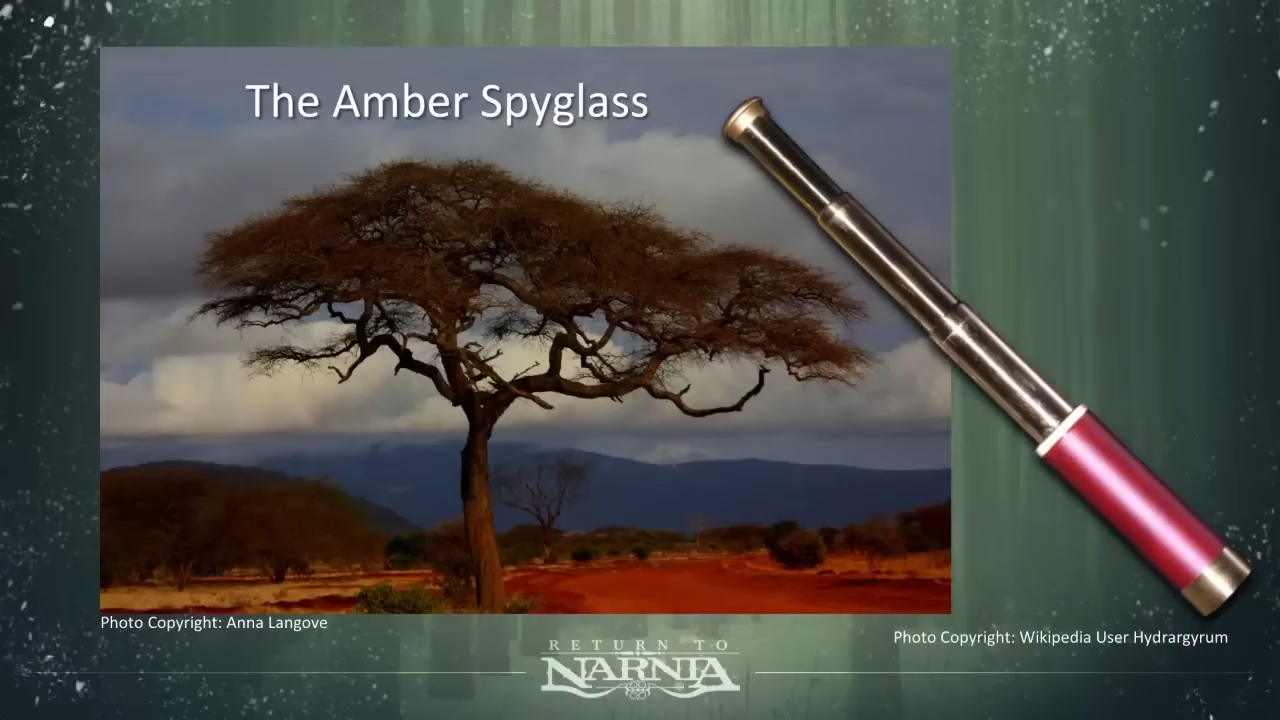 The Amber Spyglass
Photo Copyright: Anna Langove
Photo Copyright: Wikipedia User Hydrargyrum
RETURN TO
NARNIA